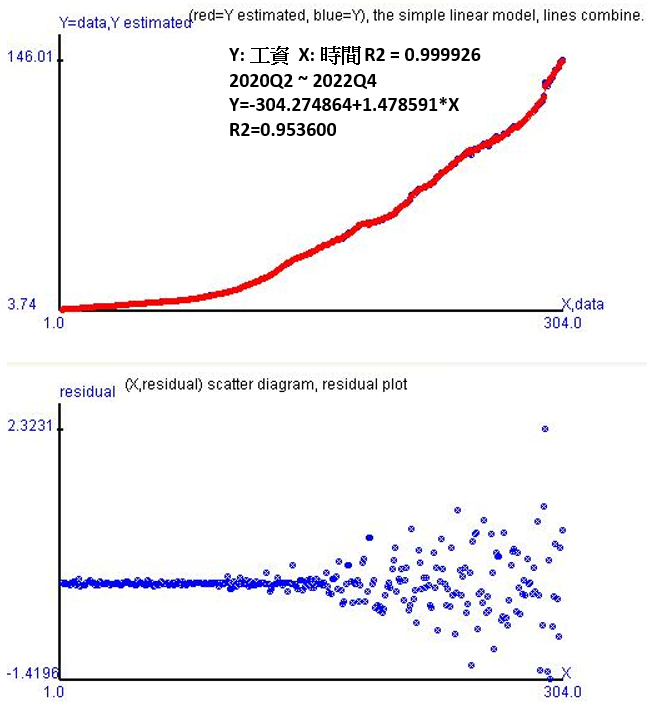 (red=Y estimated, blue=Y), the simple linear model, lines combine.
Y=data,Y estimated
146.01
Y: 工資 X: 時間 R2 = 0.999926
2020Q2 ~ 2022Q4
Y=-304.274864+1.478591*X
R2=0.953600
3.74
X,data
1.0
304.0
(X,residual) scatter diagram, residual plot
residual
2.3231
-1.4196
X
1.0
304.0